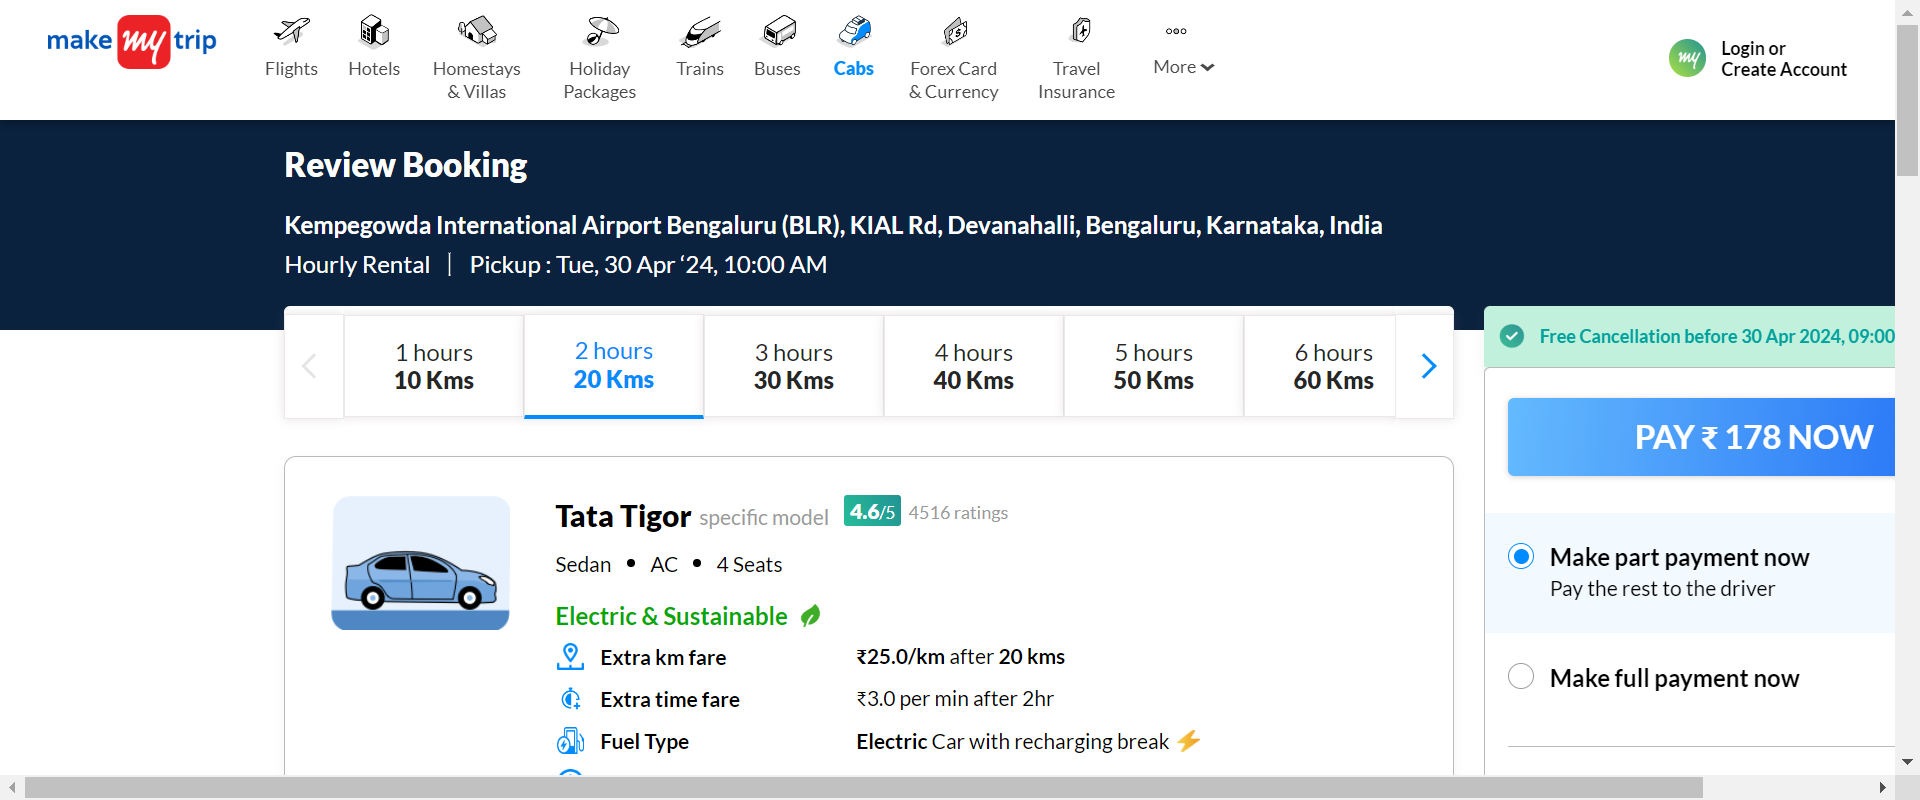 make my trip
Flights
Hotels
Homestays
& Villas
Holiday
Packages
Trains
Buses
Cabs
Forex Card
& Currency
Travel
Insurance
More
my
Login or
Create Account
Review Booking
Kempegowda International Airport Bengaluru (BLR), KIAL Rd, Devanahalli, Bengaluru, Karnataka, India
Hourly Rental | Pickup : Tue, 30 Apr ‘24, 10:00 AM
1 hours
10 Kms
2 hours
20 Kms
3 hours
30 Kms
4 hours
40 Kms
5 hours
50 Kms
6 hours
60 Kms
Free Cancellation before 30 Apr 2024, 09:00
PAY ₹ 178 NOW
Make part payment now
Pay the rest to the driver
Make full payment now
Tata Tigor specific model 4.6/5 4516 ratings
Sedan • AC • 4 Seats
Electric & Sustainable
Extra km fare ₹25.0/km after 20 kms
Extra time fare ₹3.0 per min after 2hr
Fuel Type Electric Car with recharging break